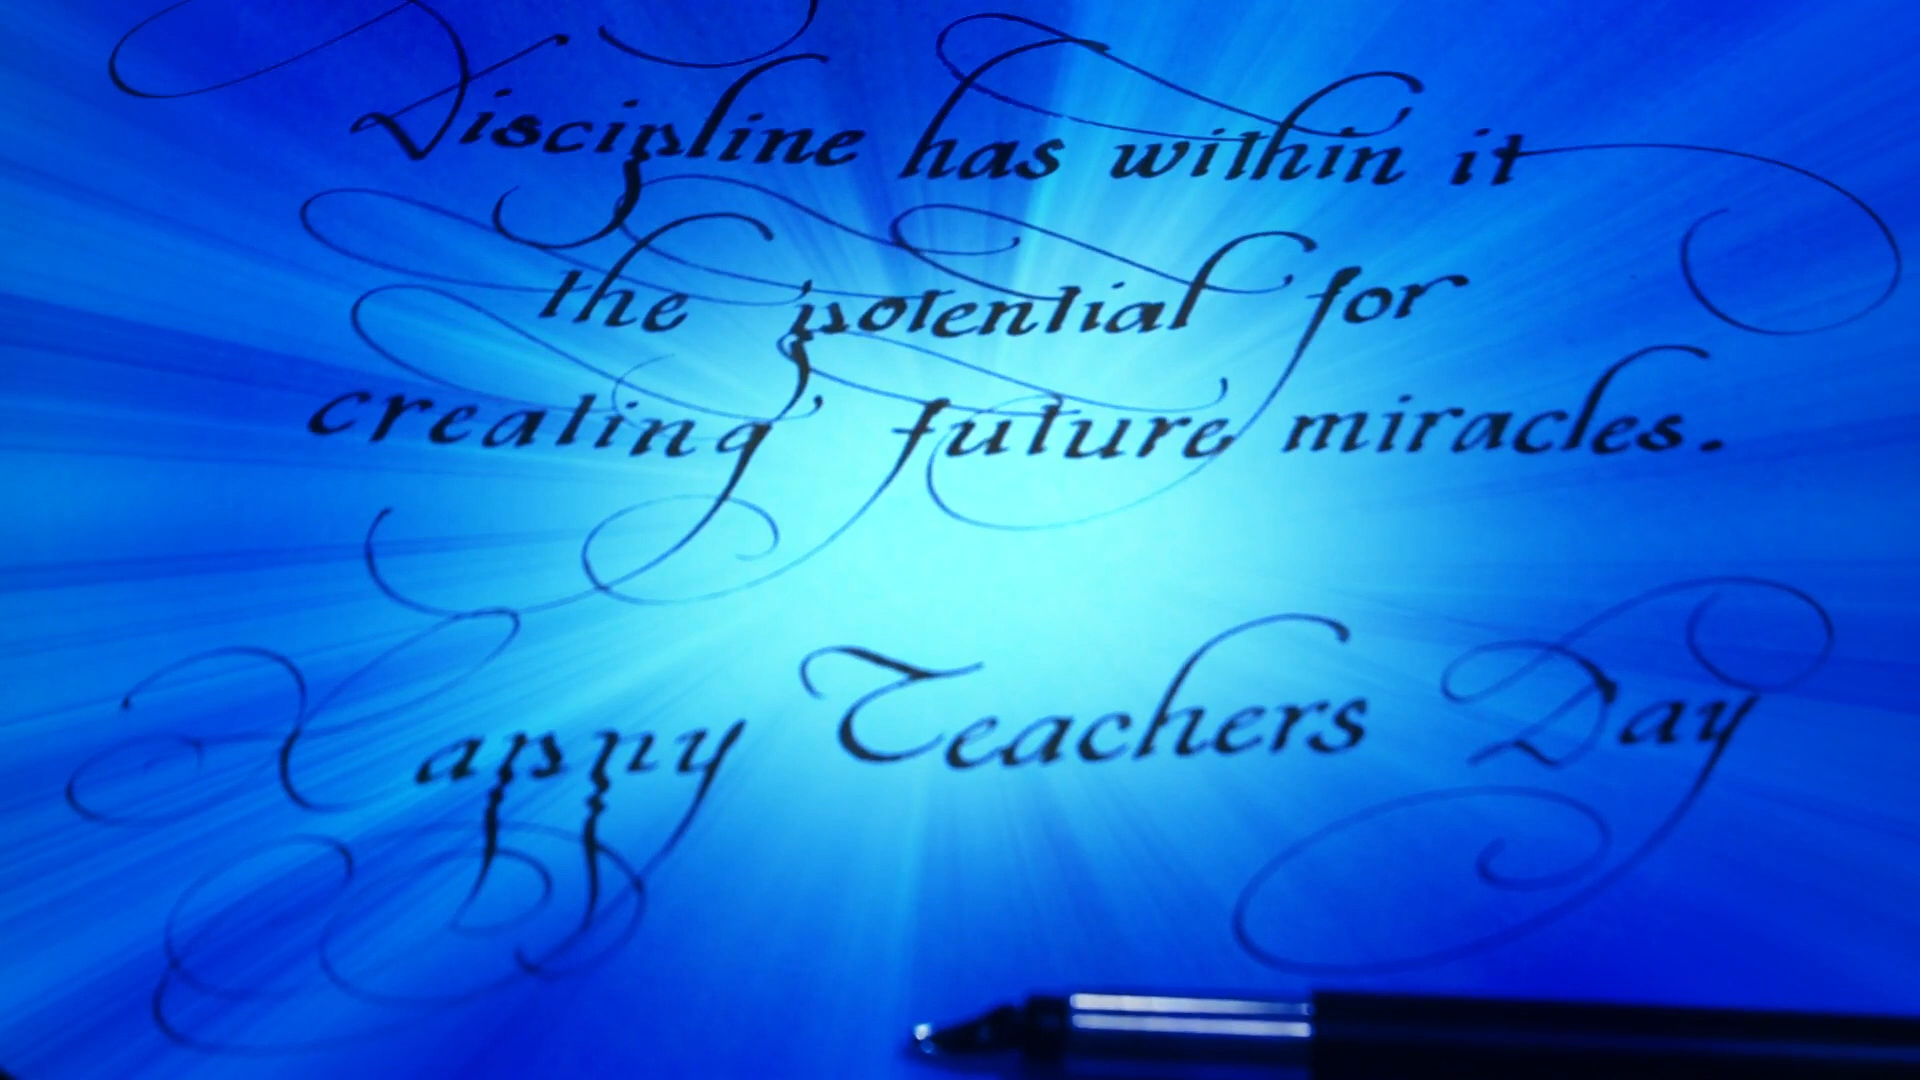 Discipline has within it
the potential for
creating future miracles.
Happy Teachers Day